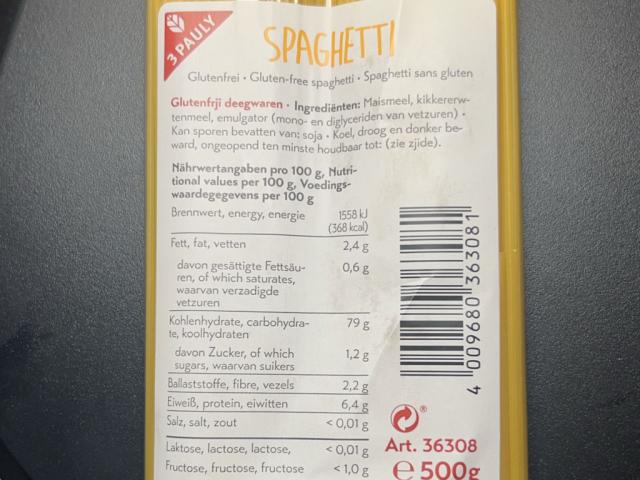 3 PAULY
SPAGHETTI
Glutenfrei • Gluten-free spaghetti • Spaghetti sans gluten
Glutenfrji deegwaren • Ingrediënten: Maismeel, kikkererw-
tenmeel, emulgator (mono- en diglyceriden van vetzuren) •
Kan sporen bevatten van: soja • Koel, droog en donker be-
ward, ongeopend ten minste houdbaar tot: (zie zjide).
Nährwertangaben pro 100 g, Nutri-
tional values per 100 g, Voedings-
waardegegevens per 100 g
Brennwert, energy, energie 1558 kJ
(368 kcal)
Fett, fat, vetten 2,4 g
davon gesättigte Fettsäu- 0,6 g
ren, of which saturates,
waarvan verzadigde
vetzuren
Kohlenhydrate, carbohydra- 79 g
te, koolhydraten
davon Zucker, of which 1,2 g
sugars, waarvan suikers
Ballaststoffe, fibre, vezels 2,2 g
Eiweiß, protein, eiwitten 6,4 g
Salz, salt, zout < 0,01 g
Laktose, lactose, lactose, < 0,01 g
Fructose, fructose, fructose < 1,0 g
4 009680 363081
®
Art. 36308
e 500g